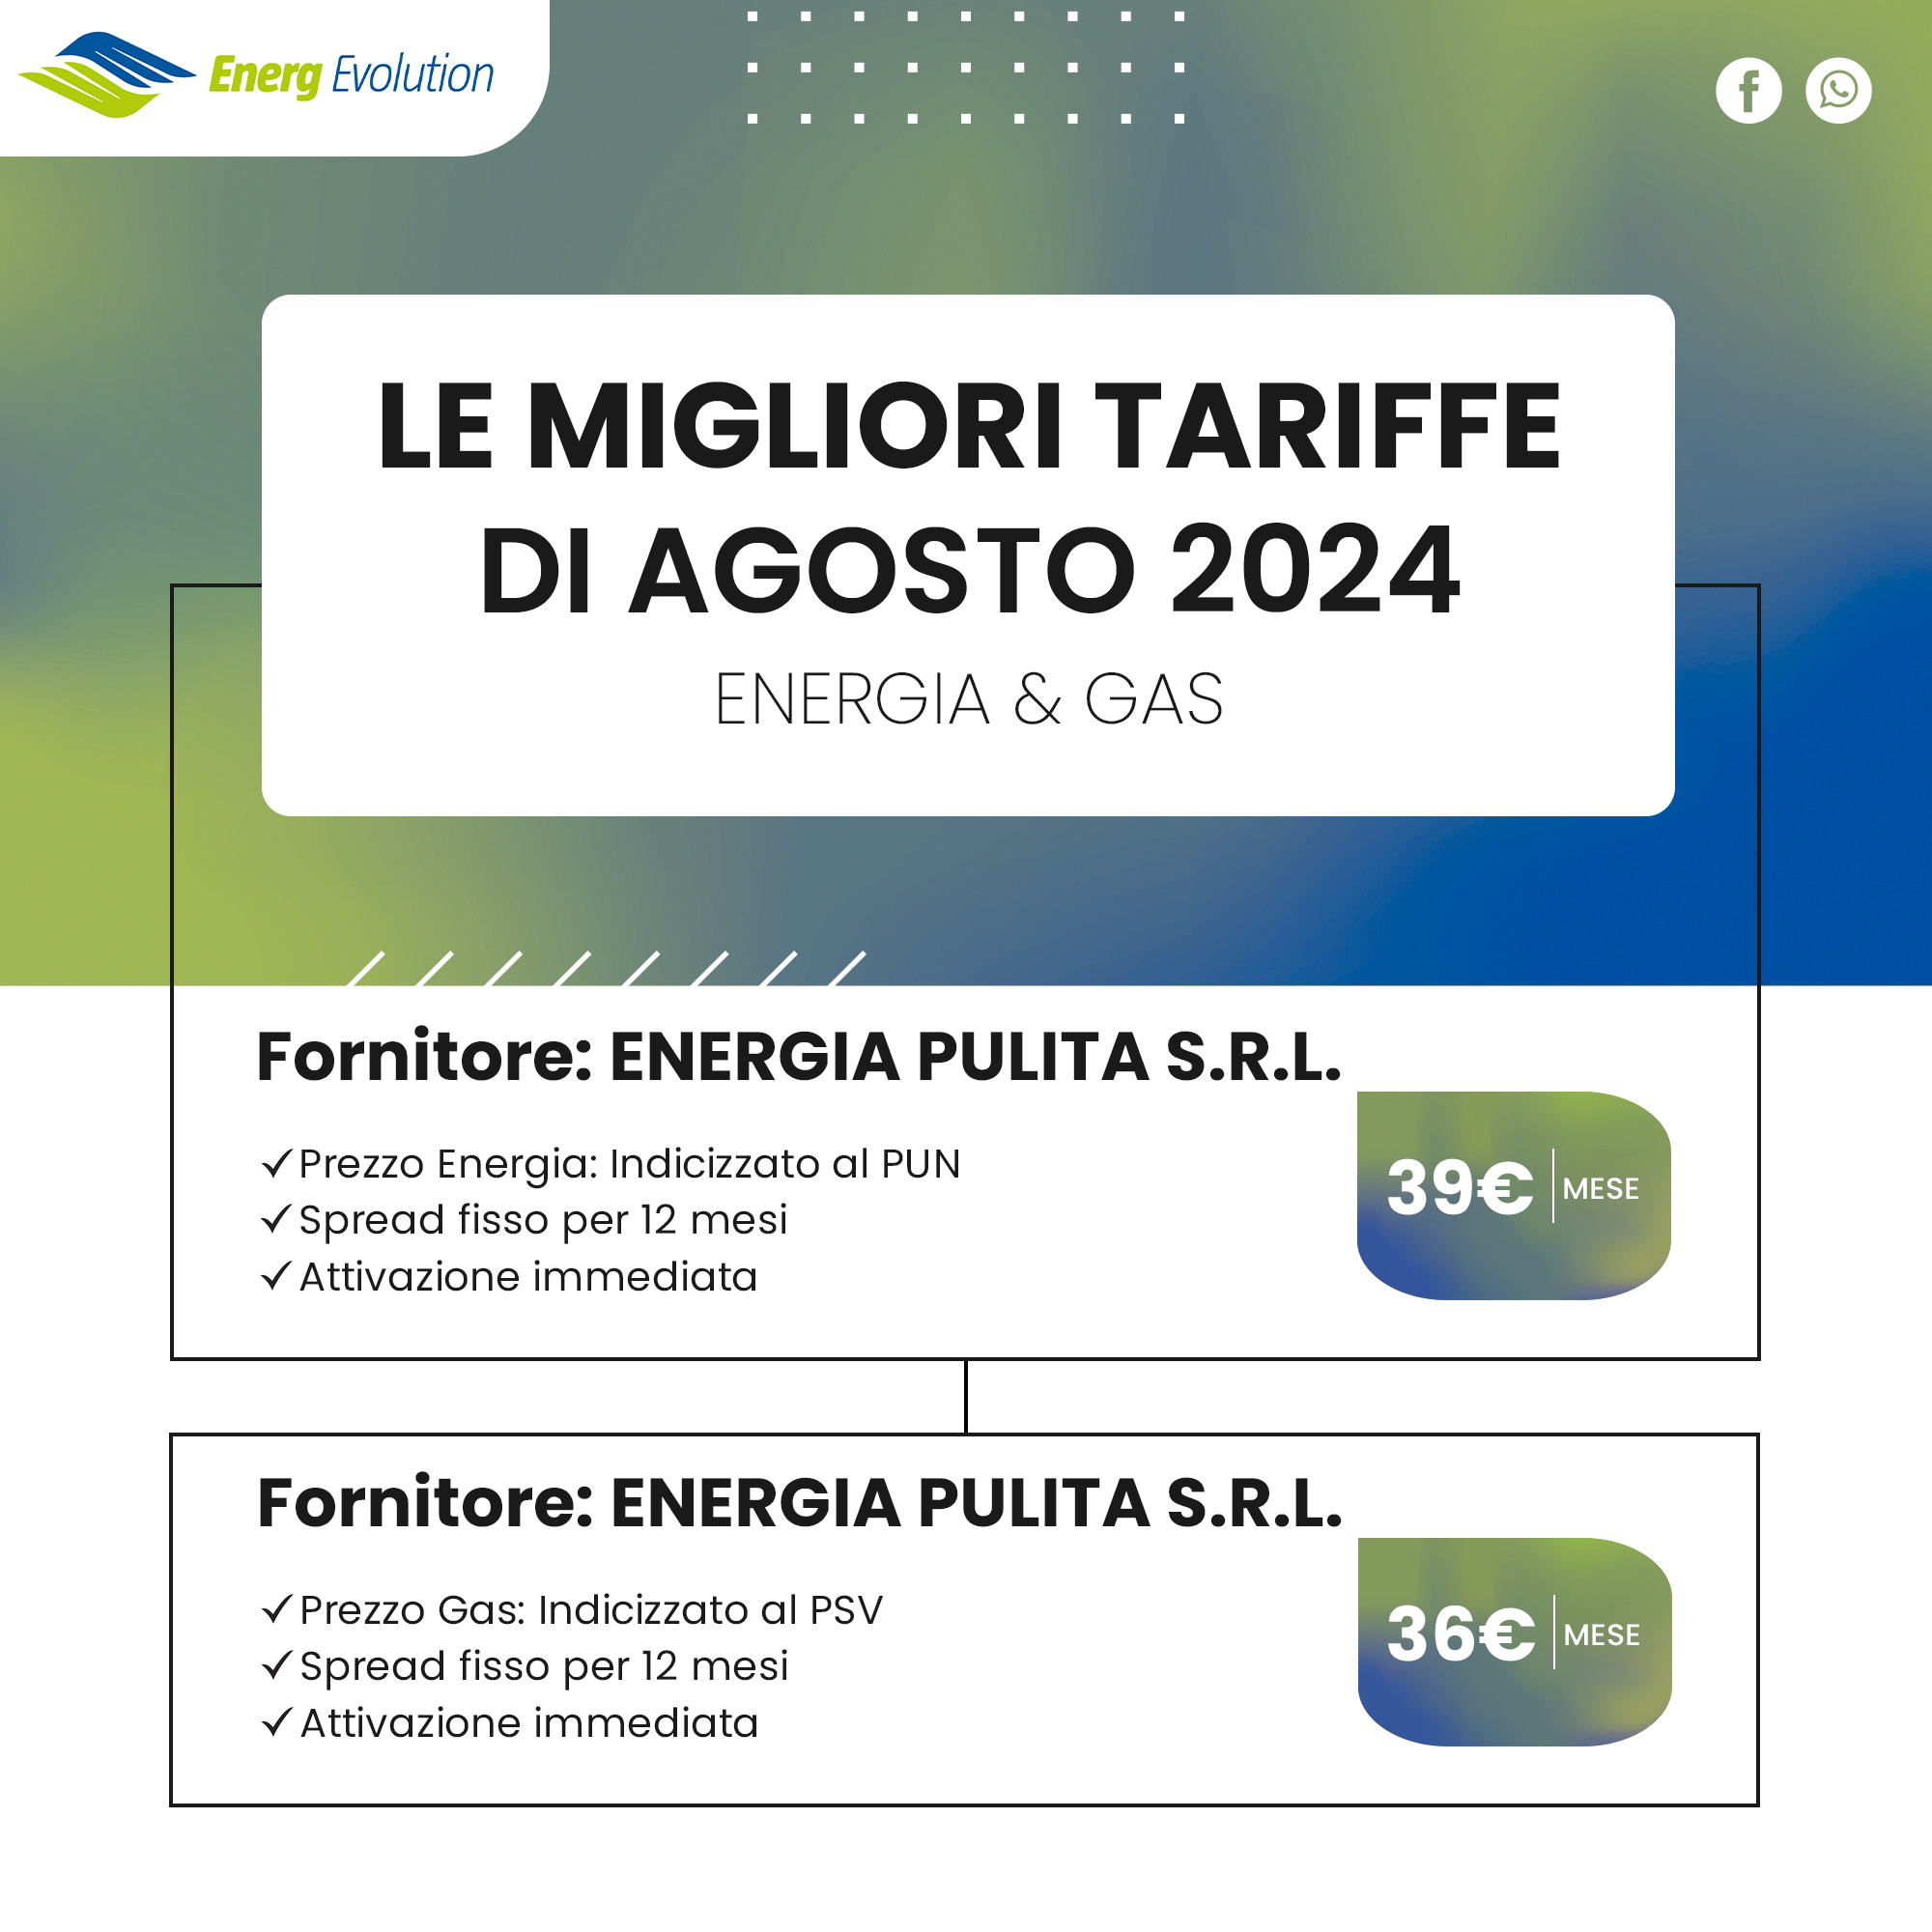 Energ Evolution
LE MIGLIORI TARIFFE
DI AGOSTO 2024
ENERGIA & GAS
Fornitore: ENERGIA PULITA S.R.L.
✓Prezzo Energia: Indicizzato al PUN
✓Spread fisso per 12 mesi
✓Attivazione immediata
39€ MESE
Fornitore: ENERGIA PULITA S.R.L.
✓Prezzo Gas: Indicizzato al PSV
✓Spread fisso per 12 mesi
✓Attivazione immediata
36€ MESE